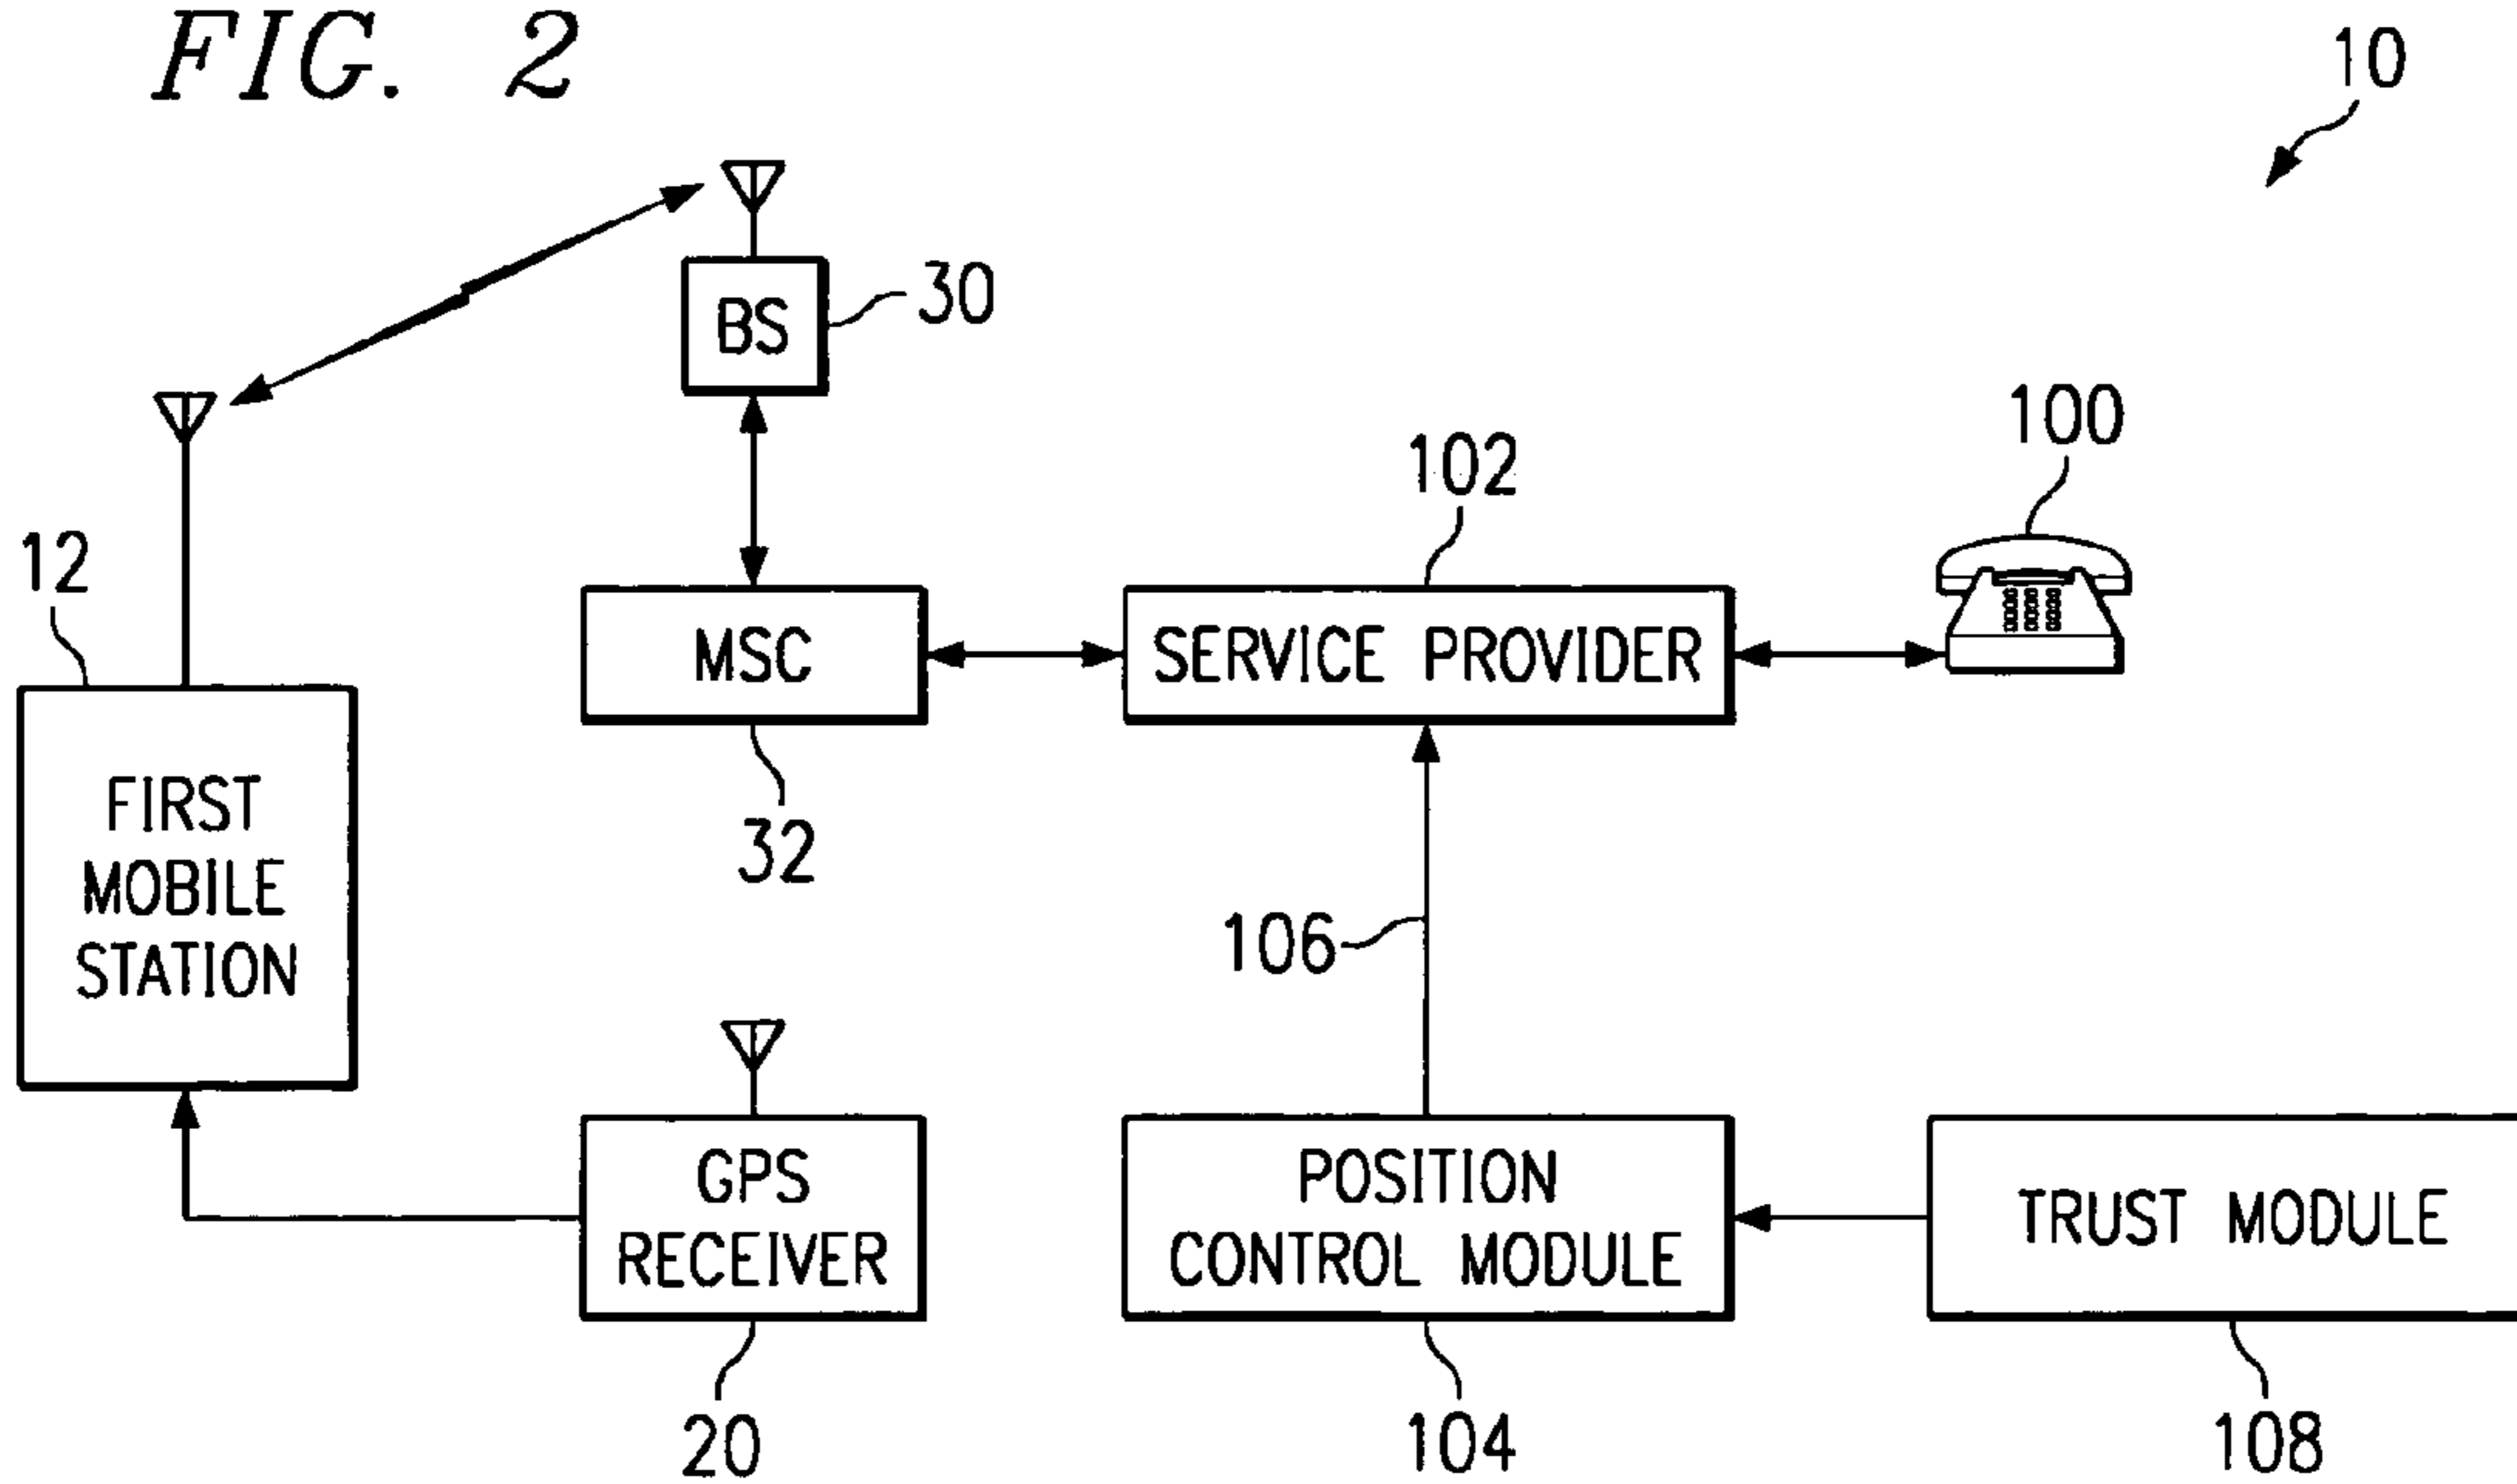 FIG. 2
10
30
BS
100
102
12
MSC
SERVICE PROVIDER
FIRST
MOBILE
STATION
32
106
GPS
RECEIVER
POSITION
CONTROL MODULE
TRUST MODULE
20
104
108